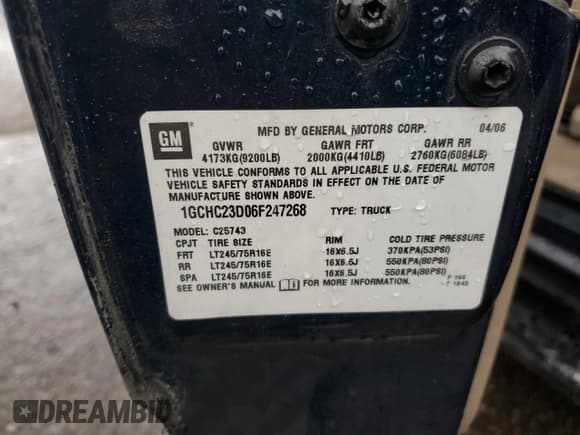 GM
MFD BY GENERAL MOTORS CORP. 04/06
GVWR GAWR FRT GAWR RR
4173KG(9200LB) 2000KG(4410LB) 2760KG(6084LB)
THIS VEHICLE CONFORMS TO ALL APPLICABLE U.S. FEDERAL MOTOR
VEHICLE SAFETY STANDARDS IN EFFECT ON THE DATE OF
MANUFACTURE SHOWN ABOVE.
1GCHC23D06F247268 TYPE: TRUCK
MODEL: C25743
CPJT TIRE SIZE RIM COLD TIRE PRESSURE
FRT LT245/75R16E 16X6.5J 370KPA(53PSI)
RR LT245/75R16E 16X6.5J 550KPA(80PSI)
SPA LT245/75R16E 16X6.5J 550KPA(80PSI)
SEE OWNER'S MANUAL FOR MORE INFORMATION.
DREAMBID